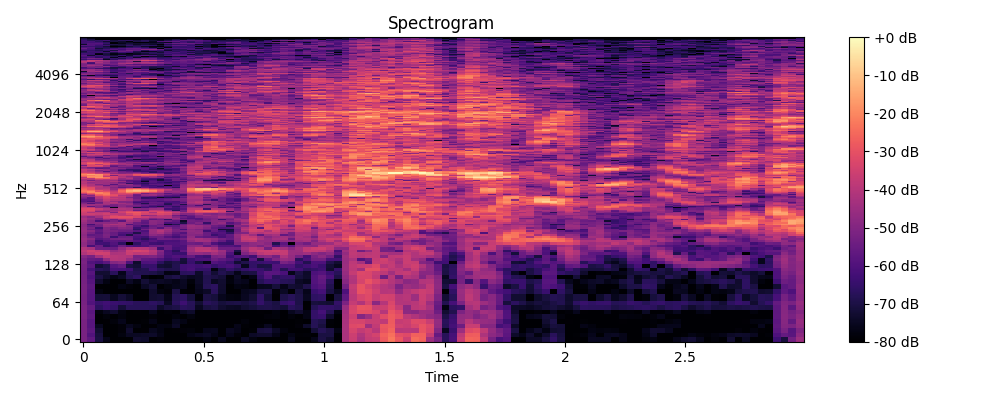 Spectrogram
Hz
4096
2048
1024
512
256
128
64
0
0
0.5
1
1.5
2
2.5
Time
+0 dB
-10 dB
-20 dB
-30 dB
-40 dB
-50 dB
-60 dB
-70 dB
-80 dB